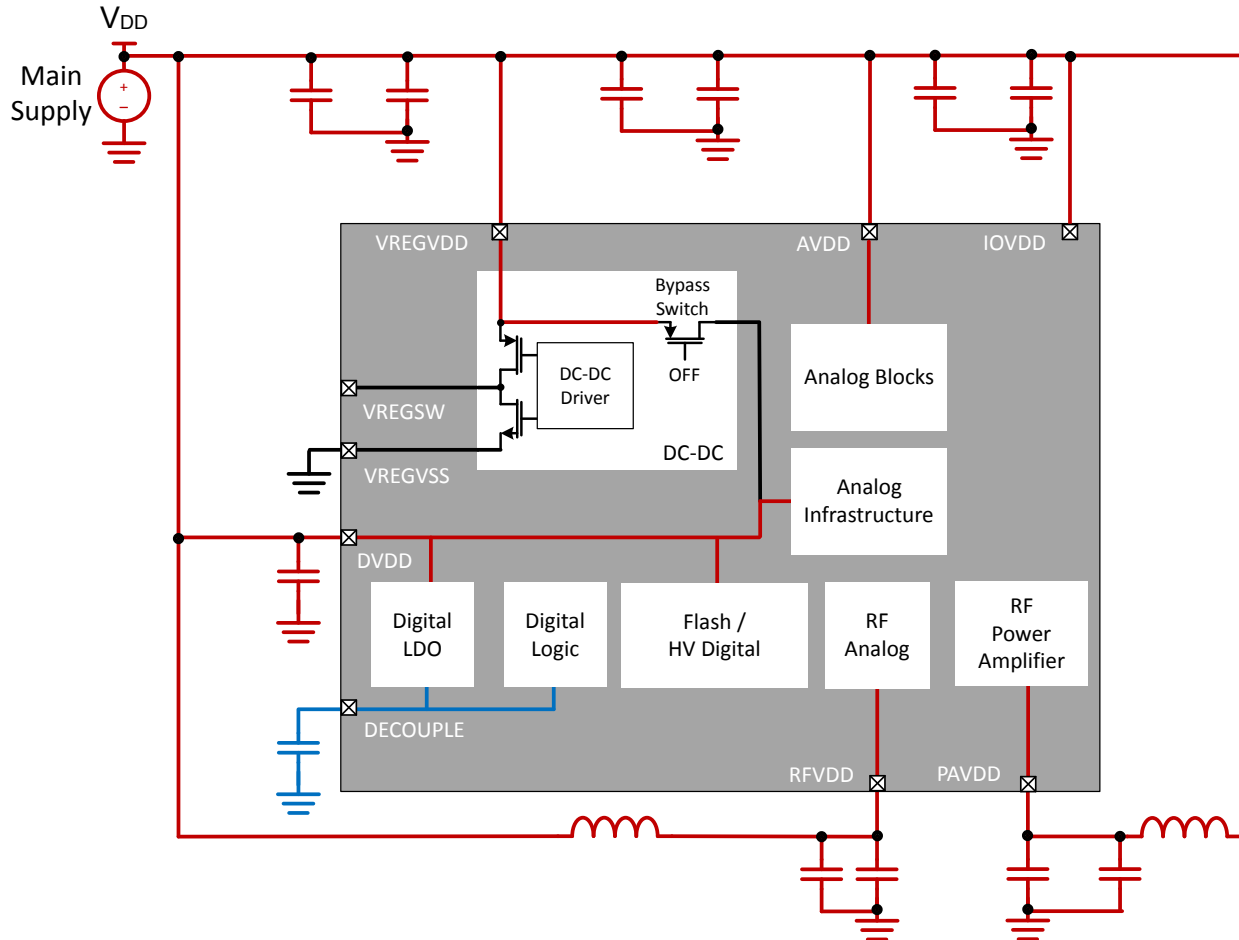 VDD
Main
Supply
+
−
VREGVDD
AVDD
IOVDD
Bypass
Switch
OFF
DC-DC
Driver
DC-DC
VREGSW
VREGVSS
Analog Blocks
Analog
Infrastructure
DVDD
Digital
LDO
Digital
Logic
Flash /
HV Digital
RF
Analog
RF
Power
Amplifier
DECOUPLE
RFVDD
PAVDD